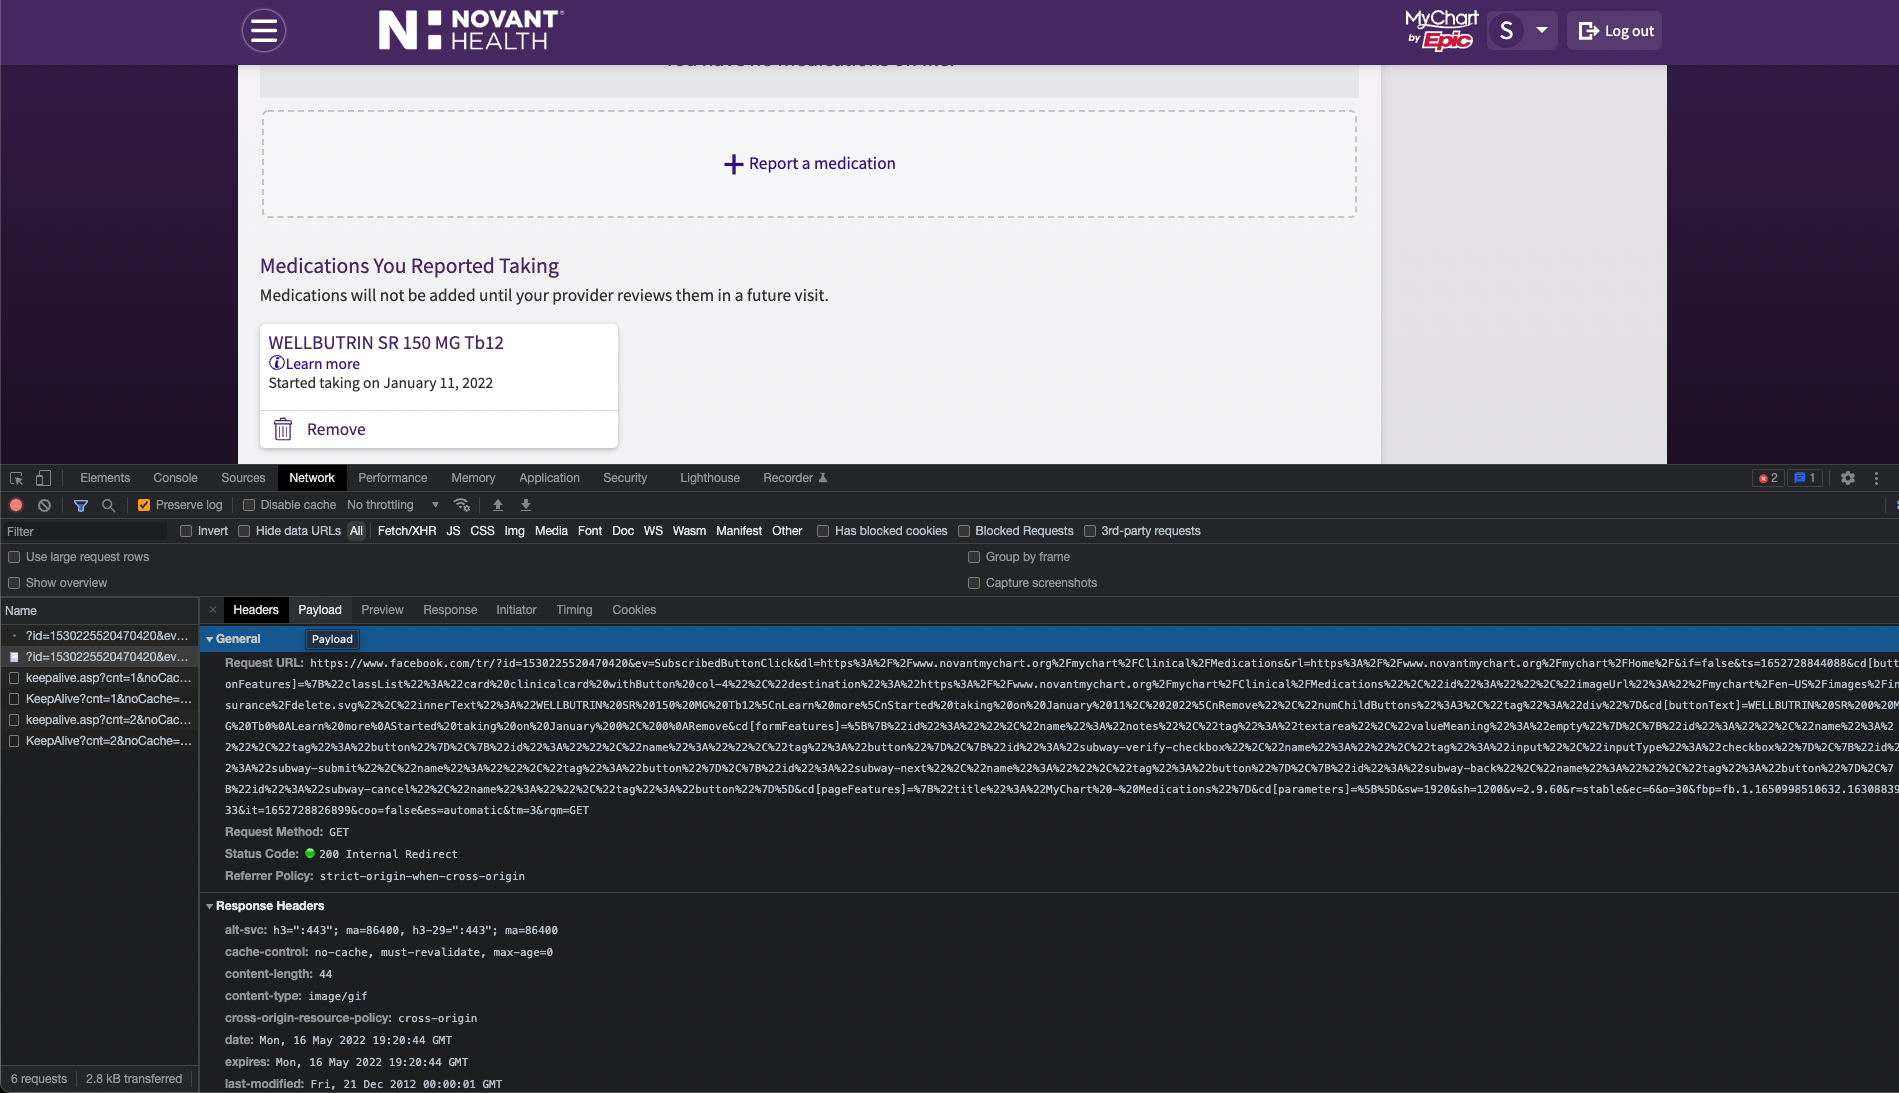 NOVANT®
HEALTH
MyChart
by Epic
S
Log out
Report a medication
Medications You Reported Taking
Medications will not be added until your provider reviews them in a future visit.
WELLBUTRIN SR 150 MG Tb12
Learn more
Started taking on January 11, 2022
Remove
Elements Console Sources Network Performance Memory Application Security Lighthouse Recorder 2 1
Preserve log Disable cache No throttling
Filter Invert Hide data URLs All Fetch/XHR JS CSS Img Media Font Doc WS Wasm Manifest Other Has blocked cookies Blocked Requests 3rd-party requests
Use large request rows Group by frame
Show overview Capture screenshots
Name
?id=1530225520470420&ev...
?id=1530225520470420&ev...
keepalive.asp?cnt=1&noCac...
KeepAlive?cnt=1&noCache=...
keepalive.asp?cnt=2&noCac...
KeepAlive?cnt=2&noCache=...
6 requests 2.8 kB transferred
Headers Payload Preview Response Initiator Timing Cookies
General Payload
Request URL: https://www.facebook.com/tr/?id=1530225520470420&ev=SubscribedButtonClick&dl=https%3A%2F%2Fwww.novantmychart.org%2Fmychart%2FClinical%2FMedications&rl=https%3A%2F%2Fwww.novantmychart.org%2Fmychart%2FHome%2F&if=false&ts=1652728844088&cd[butt
onFeatures]=%7B%22classList%22%3A%22card%20clinicalcard%20withButton%20col-4%22%2C%22destination%22%3A%22https%3A%2F%2Fwww.novantmychart.org%2Fmychart%2FClinical%2FMedications%22%2C%22id%22%3A%22%22%2C%22imageUrl%22%3A%22%2Fmychart%2Fen-US%2Fimages%2Fin
surance%2Fdelete.svg%22%2C%22innerText%22%3A%22WELLBUTRIN%20SR%20150%20MG%20Tb12%5CnLearn%20more%5CnStarted%20taking%20on%20January%2011%2C%202022%5CnRemove%22%2C%22numChildButtons%22%3A3%2C%22tag%22%3A%22div%22%7D&cd[buttonText]=WELLBUTRIN%20SR%200%20M
G%20Tb0%0ALearn%20more%0AStarted%20taking%20on%20January%200%2C%200%0ARemove&cd[formFeatures]=%5B%7B%22id%22%3A%22%22%2C%22name%22%3A%22notes%22%2C%22tag%22%3A%22textarea%22%2C%22valueMeaning%22%3A%22empty%22%7D%2C%7B%22id%22%3A%22%22%2C%22name%22%3A%2
2%22%2C%22tag%22%3A%22button%22%7D%2C%7B%22id%22%3A%22%22%2C%22name%22%3A%22%22%2C%22tag%22%3A%22button%22%7D%2C%7B%22id%22%3A%22subway-verify-checkbox%22%2C%22name%22%3A%22%22%2C%22tag%22%3A%22input%22%2C%22inputType%22%3A%22checkbox%22%7D%2C%7B%22id%2
2%3A%22subway-submit%22%2C%22name%22%3A%22%22%2C%22tag%22%3A%22button%22%7D%2C%7B%22id%22%3A%22subway-next%22%2C%22name%22%3A%22%22%2C%22tag%22%3A%22button%22%7D%2C%7B%22id%22%3A%22subway-back%22%2C%22name%22%3A%22%22%2C%22tag%22%3A%22button%22%7D%2C%7
B%22id%22%3A%22subway-cancel%22%2C%22name%22%3A%22%22%2C%22tag%22%3A%22button%22%7D%5D&cd[pageFeatures]=%7B%22title%22%3A%22MyChart%20-%20Medications%22%7D&cd[parameters]=%5B%5D&sw=1920&sh=1200&v=2.9.60&r=stable&ec=6&o=30&fbp=fb.1.1650998510632.16308839
33&it=1652728826899&coo=false&es=automatic&tm=3&rqm=GET
Request Method: GET
Status Code: 200 Internal Redirect
Referrer Policy: strict-origin-when-cross-origin
Response Headers
alt-svc: h3=":443"; ma=86400, h3-29=":443"; ma=86400
cache-control: no-cache, must-revalidate, max-age=0
content-length: 44
content-type: image/gif
cross-origin-resource-policy: cross-origin
date: Mon, 16 May 2022 19:20:44 GMT
expires: Mon, 16 May 2022 19:20:44 GMT
last-modified: Fri, 21 Dec 2012 00:00:01 GMT